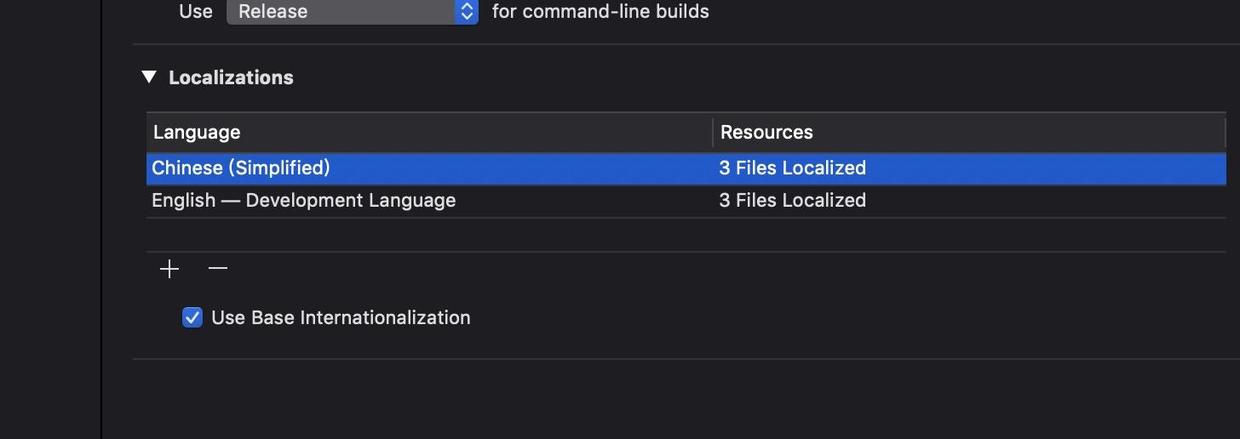 Use Release for command-line builds
Localizations
Language Resources
Chinese (Simplified) 3 Files Localized
English — Development Language 3 Files Localized
Use Base Internationalization